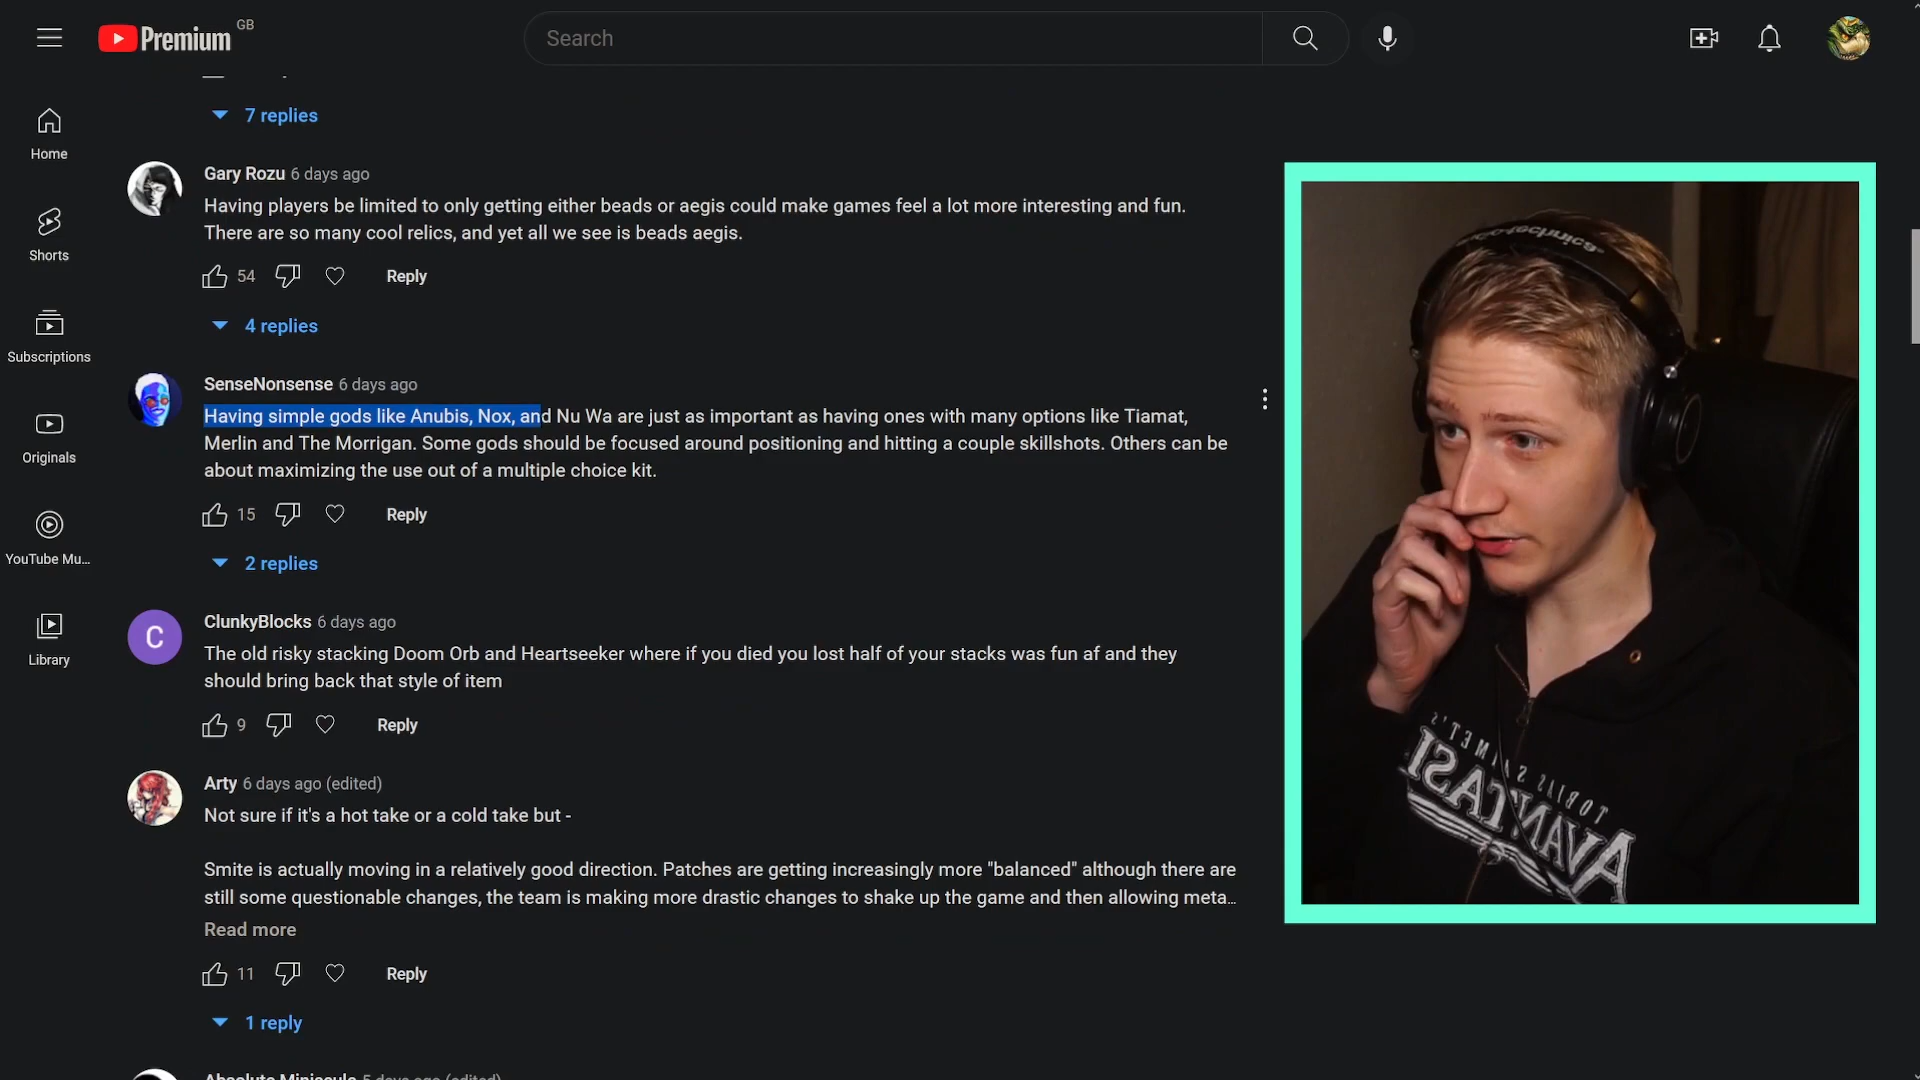 Premium GB
Search
Home
Shorts
Subscriptions
Originals
YouTube Mu...
Library
7 replies
Gary Rozu 6 days ago
Having players be limited to only getting either beads or aegis could make games feel a lot more interesting and fun.
There are so many cool relics, and yet all we see is beads aegis.
54 Reply
4 replies
SenseNonsense 6 days ago
Having simple gods like Anubis, Nox, and Nu Wa are just as important as having ones with many options like Tiamat,
Merlin and The Morrigan. Some gods should be focused around positioning and hitting a couple skillshots. Others can be
about maximizing the use out of a multiple choice kit.
15 Reply
2 replies
C
ClunkyBlocks 6 days ago
The old risky stacking Doom Orb and Heartseeker where if you died you lost half of your stacks was fun af and they
should bring back that style of item
9 Reply
Arty 6 days ago (edited)
Not sure if it's a hot take or a cold take but -
Smite is actually moving in a relatively good direction. Patches are getting increasingly more "balanced" although there are
still some questionable changes, the team is making more drastic changes to shake up the game and then allowing meta...
Read more
11 Reply
1 reply
Absolute Miniscule 5 days ago (edited)
TOBIAS SAMMET'S
AVANTASIA